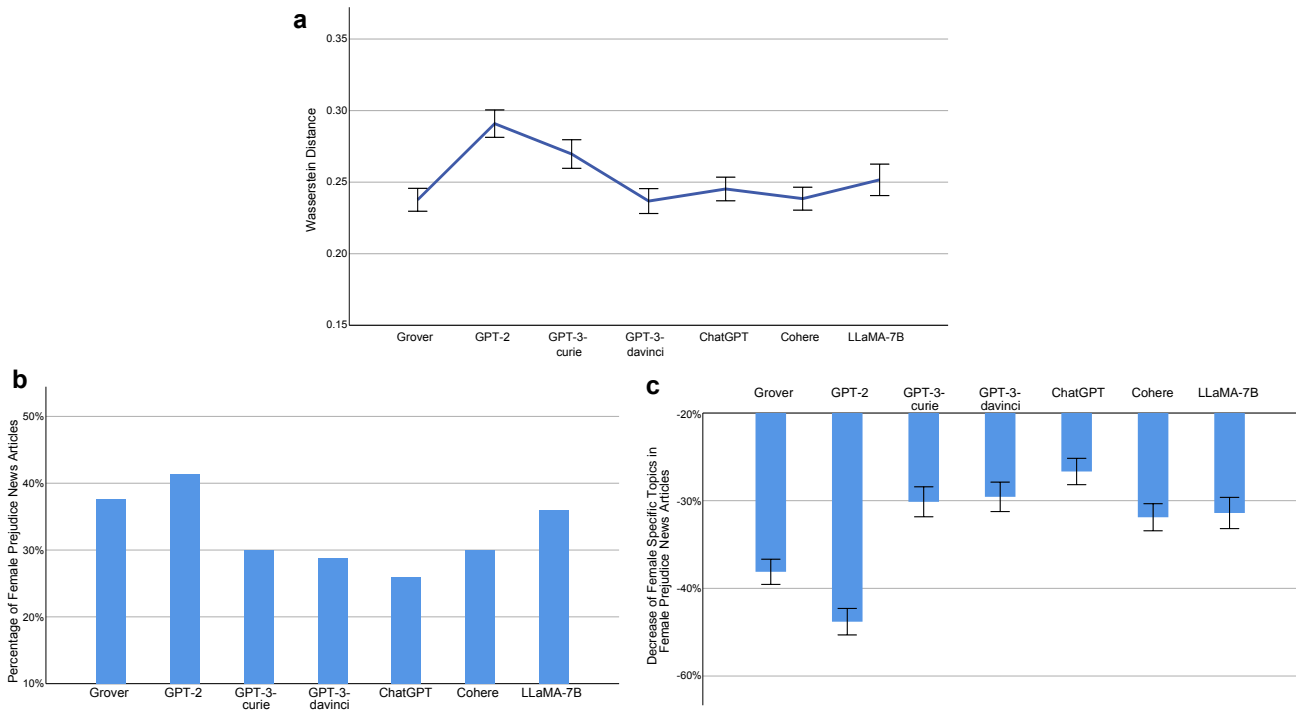 a
Wasserstein Distance
0.35
0.30
0.25
0.20
0.15
Grover
GPT-2
GPT-3-
curie
GPT-3-
davinci
ChatGPT
Cohere
LLaMA-7B
b
Percentage of Female Prejudice News Articles
50%
40%
30%
20%
10%
Grover
GPT-2
GPT-3-
curie
GPT-3-
davinci
ChatGPT
Cohere
LLaMA-7B
c
Decrease of Female Specific Topics in
Female Prejudice News Articles
Grover
GPT-2
GPT-3-
curie
GPT-3-
davinci
ChatGPT
Cohere
LLaMA-7B
-20%
-30%
-40%
-60%